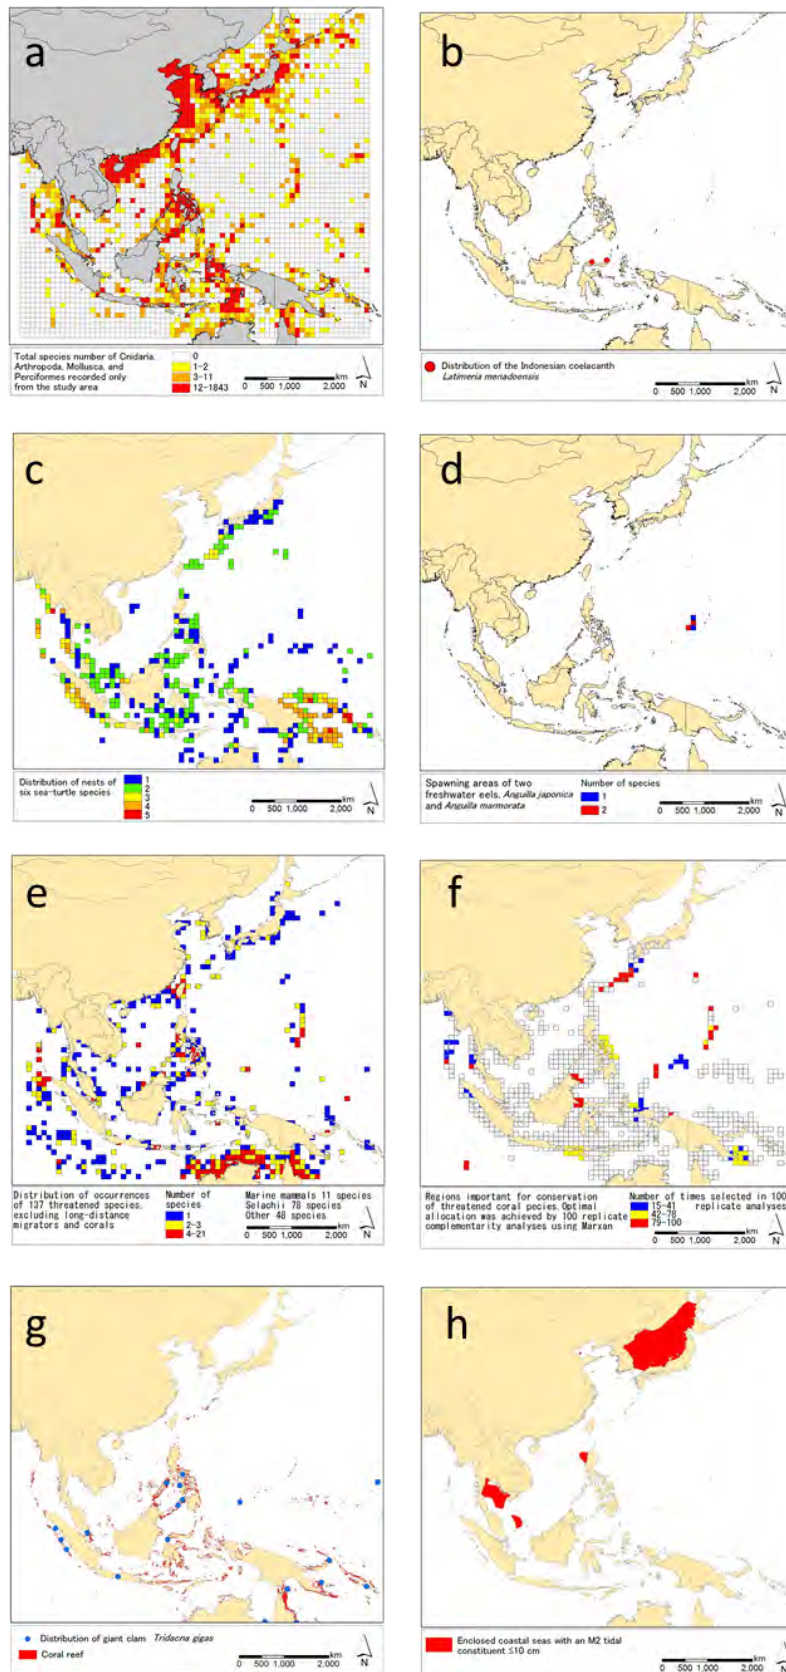 a
Total species number of Cnidaria,
Arthropoda, Mollusca, and
Perciformes recorded only
from the study area
0
1-2
3-11
12-1843
km
0 500 1,000 2,000
N
b
Distribution of the Indonesian coelacanth
Latimeria menadoensis
km
0 500 1,000 2,000
N
c
Distribution of nests of
six sea-turtle species
1
2
3
4
5
km
0 500 1,000 2,000
N
d
Spawning areas of two
freshwater eels, Anguilla japonica
and Anguilla marmorata
Number of species
1
2
km
0 500 1,000 2,000
N
e
Distribution of occurrences
of 137 threatened species,
excluding long-distance
migrators and corals
Number of
species
1
2-3
4-21
Marine mammals 11 species
Selachii 78 species
Other 48 species
km
0 500 1,000 2,000
N
f
Regions important for conservation
of threatened coral pecies. Optimal
allocation was achieved by 100 replicate
complementarity analyses using Marxan
Number of times selected in 100
replicate analyses
15-41
42-78
79-100
km
0 500 1,000 2,000
N
g
Distribution of giant clam Tridacna gigas
Coral reef
km
0 500 1,000 2,000
N
h
Enclosed coastal seas with an M2 tidal
constituent ≤10 cm
km
0 500 1,000 2,000
N